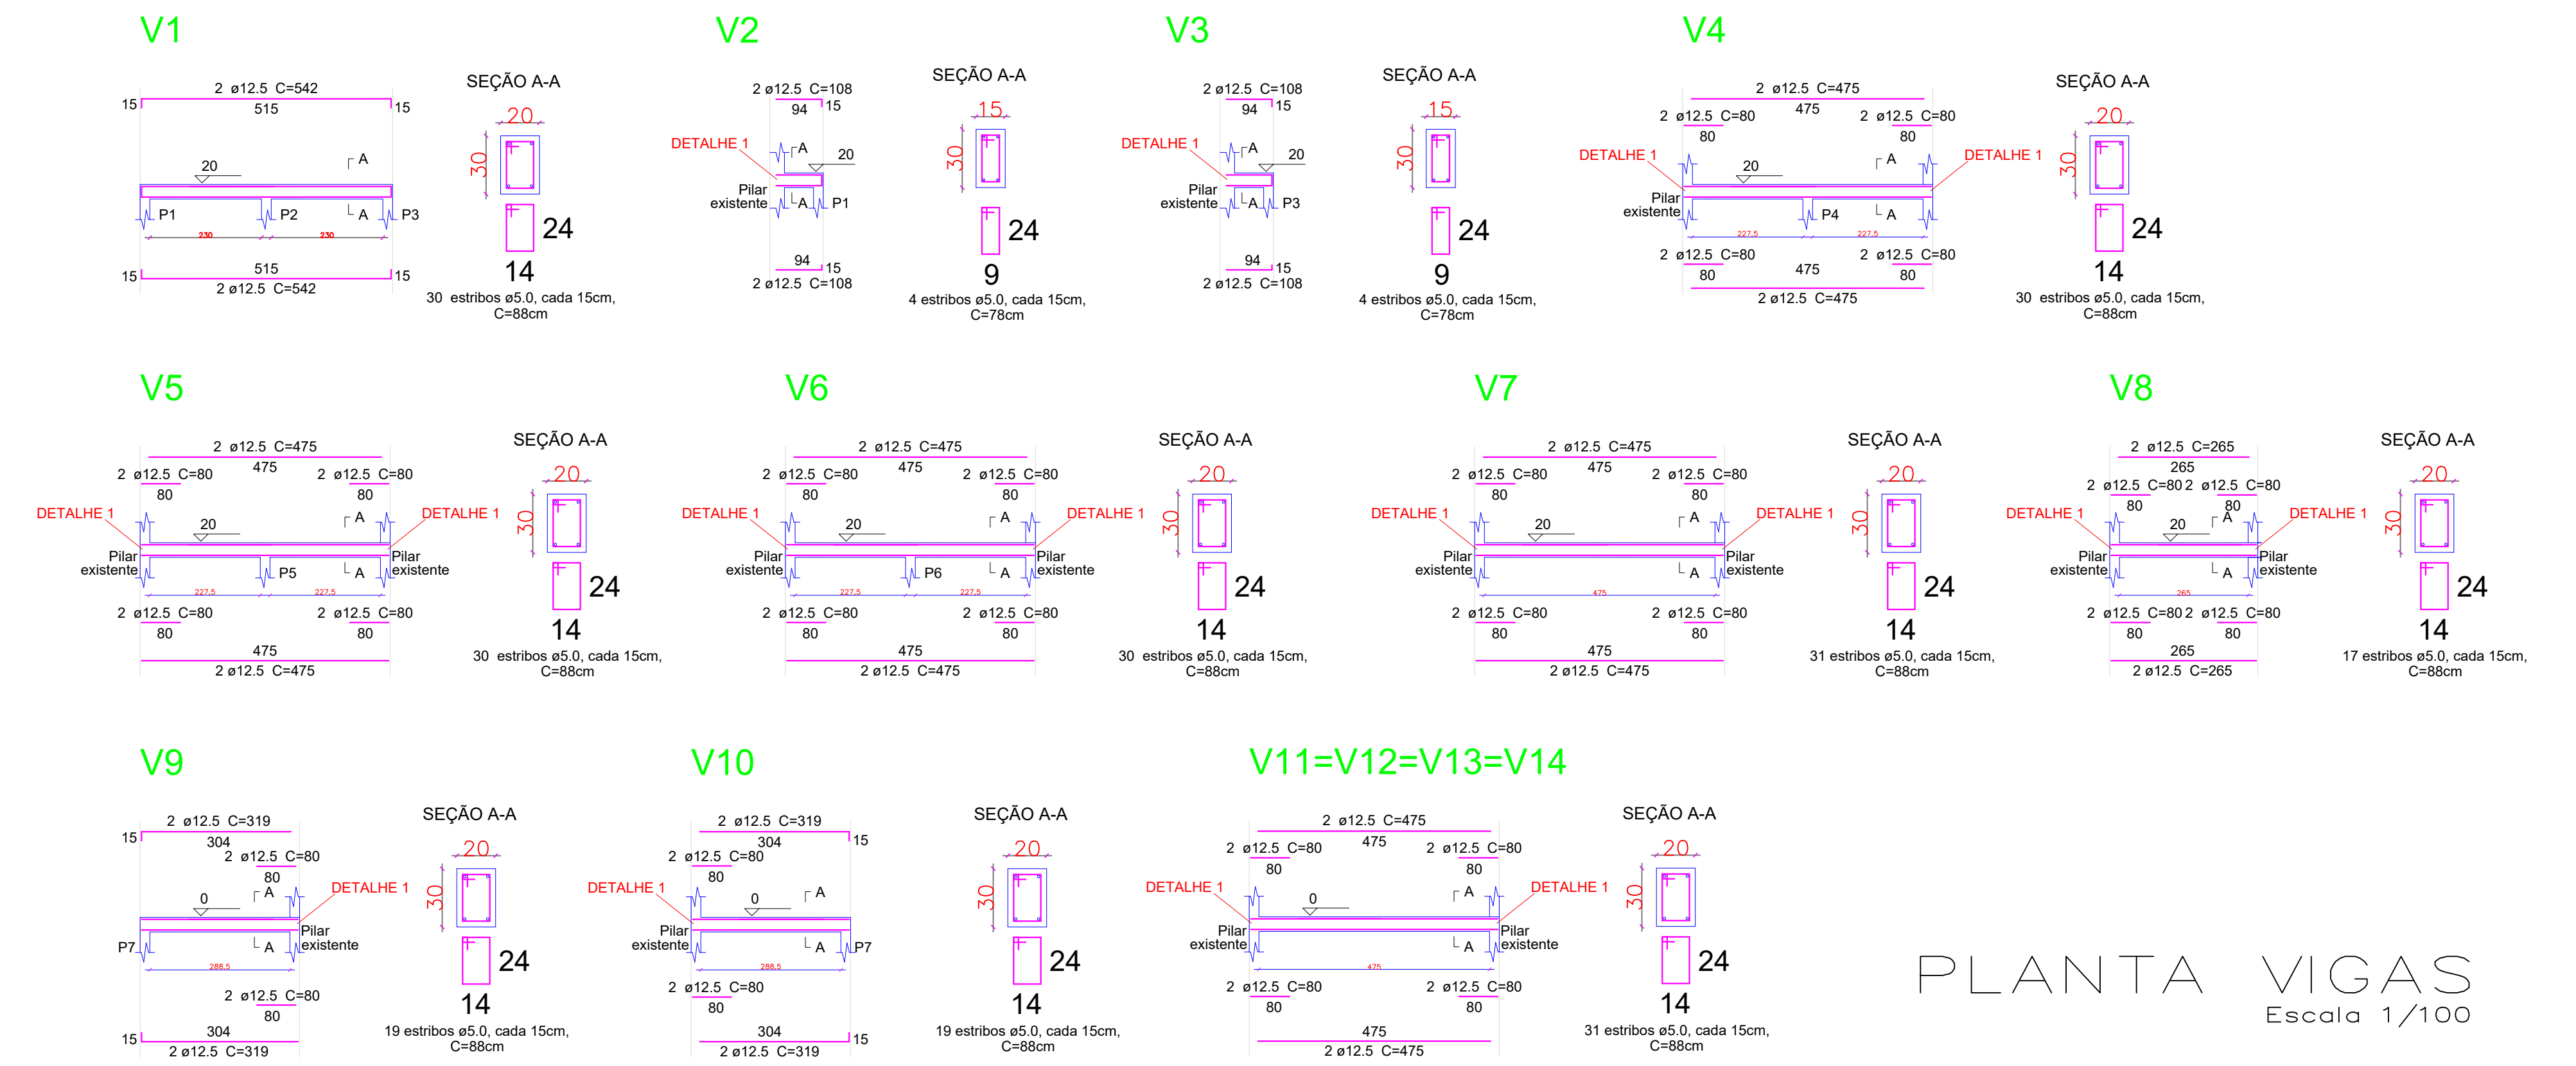 V1
2 ø12.5 C=542
15
515
15
20
A
P1
P2
A
P3
230
230
15
515
15
2 ø12.5 C=542
SEÇÃO A-A
20
30
24
14
30 estribos ø5.0, cada 15cm,
C=88cm
V2
2 ø12.5 C=108
94
15
DETALHE 1
A
20
Pilar
existente
A
P1
94
15
2 ø12.5 C=108
SEÇÃO A-A
15
30
24
9
4 estribos ø5.0, cada 15cm,
C=78cm
V3
2 ø12.5 C=108
94
15
DETALHE 1
A
20
Pilar
existente
A
P3
94
15
2 ø12.5 C=108
SEÇÃO A-A
15
30
24
9
4 estribos ø5.0, cada 15cm,
C=78cm
V4
2 ø12.5 C=475
475
2 ø12.5 C=80
2 ø12.5 C=80
80
80
DETALHE 1
20
A
DETALHE 1
Pilar
existente
P4
A
227,5
227,5
2 ø12.5 C=80
2 ø12.5 C=80
80
475
80
2 ø12.5 C=475
SEÇÃO A-A
20
30
24
14
30 estribos ø5.0, cada 15cm,
C=88cm
V5
2 ø12.5 C=475
475
2 ø12.5 C=80
2 ø12.5 C=80
80
80
DETALHE 1
20
A
DETALHE 1
Pilar
existente
P5
A
Pilar
existente
227,5
227,5
2 ø12.5 C=80
2 ø12.5 C=80
80
80
475
2 ø12.5 C=475
SEÇÃO A-A
20
30
24
14
30 estribos ø5.0, cada 15cm,
C=88cm
V6
2 ø12.5 C=475
475
2 ø12.5 C=80
2 ø12.5 C=80
80
80
DETALHE 1
20
A
DETALHE 1
Pilar
existente
P6
A
Pilar
existente
227,5
227,5
2 ø12.5 C=80
2 ø12.5 C=80
80
80
475
2 ø12.5 C=475
SEÇÃO A-A
20
30
24
14
30 estribos ø5.0, cada 15cm,
C=88cm
V7
2 ø12.5 C=475
475
2 ø12.5 C=80
2 ø12.5 C=80
80
80
DETALHE 1
20
A
DETALHE 1
Pilar
existente
A
Pilar
existente
475
2 ø12.5 C=80
2 ø12.5 C=80
80
80
475
2 ø12.5 C=475
SEÇÃO A-A
20
30
24
14
31 estribos ø5.0, cada 15cm,
C=88cm
V8
2 ø12.5 C=265
265
2 ø12.5 C=80
2 ø12.5 C=80
80
80
DETALHE 1
20
A
DETALHE 1
Pilar
existente
A
Pilar
existente
265
2 ø12.5 C=80
2 ø12.5 C=80
80
80
265
2 ø12.5 C=265
SEÇÃO A-A
20
30
24
14
17 estribos ø5.0, cada 15cm,
C=88cm
V9
2 ø12.5 C=319
15
304
2 ø12.5 C=80
80
0
A
DETALHE 1
P7
A
Pilar
existente
288,5
2 ø12.5 C=80
80
15
304
2 ø12.5 C=319
SEÇÃO A-A
20
30
24
14
19 estribos ø5.0, cada 15cm,
C=88cm
V10
2 ø12.5 C=319
304
15
2 ø12.5 C=80
80
DETALHE 1
0
A
Pilar
existente
A
P7
288,5
2 ø12.5 C=80
80
304
15
2 ø12.5 C=319
SEÇÃO A-A
20
30
24
14
19 estribos ø5.0, cada 15cm,
C=88cm
V11=V12=V13=V14
2 ø12.5 C=475
475
2 ø12.5 C=80
2 ø12.5 C=80
80
80
DETALHE 1
0
A
DETALHE 1
Pilar
existente
A
Pilar
existente
475
2 ø12.5 C=80
2 ø12.5 C=80
80
80
475
2 ø12.5 C=475
SEÇÃO A-A
20
30
24
14
31 estribos ø5.0, cada 15cm,
C=88cm
PLANTA VIGAS
Escala 1/100